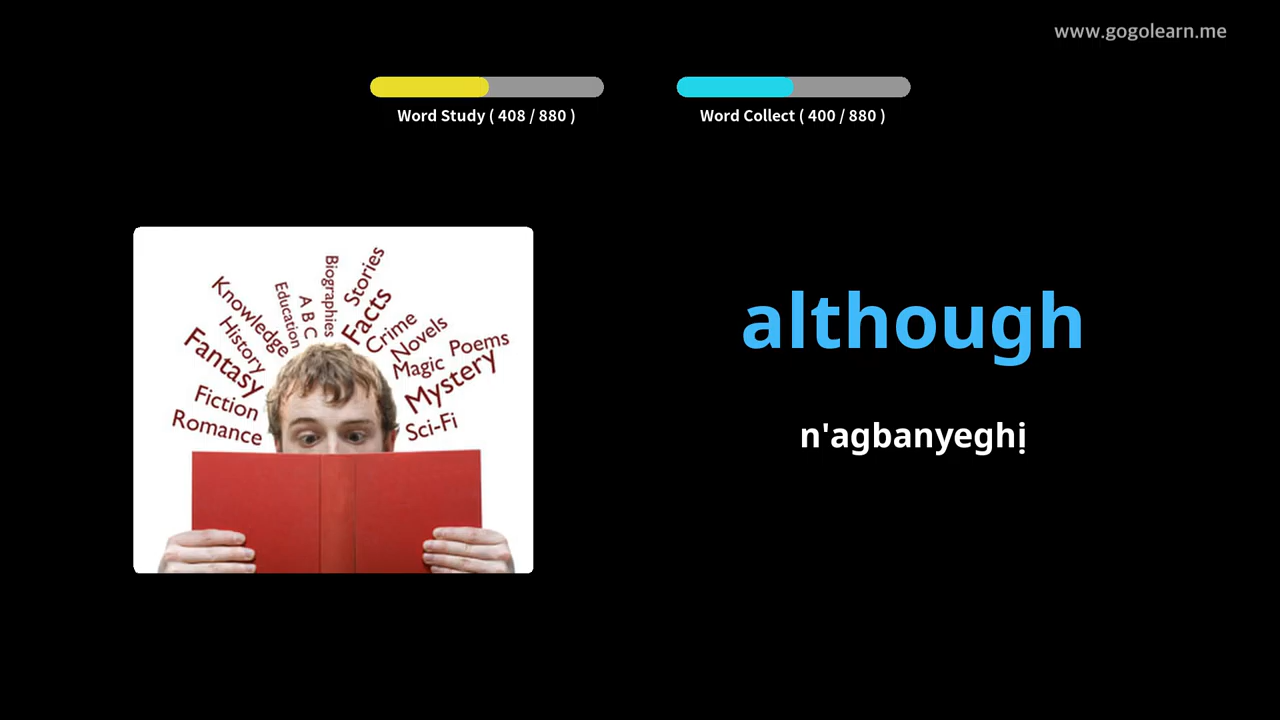 www.gogolearn.me
Word Study ( 408 / 880 )
Word Collect ( 400 / 880 )
Knowledge
History
Fantasy
Fiction
Romance
Education
A B C
Biographies
Stories
Facts
Crime
Novels
Magic
Poems
Mystery
Sci-Fi
although
n'agbanyeghị